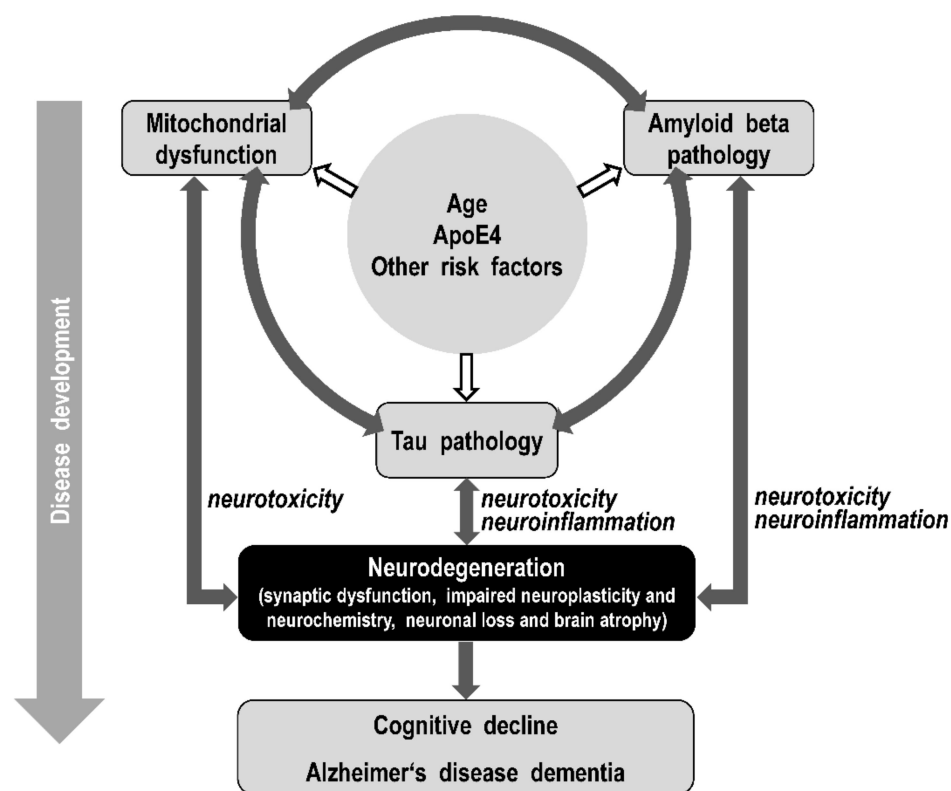 Mitochondrial
dysfunction
Amyloid beta
pathology
Age
ApoE4
Other risk factors
Disease development
Tau pathology
neurotoxicity
neurotoxicity
neuroinflammation
neurotoxicity
neuroinflammation
Neurodegeneration
(synaptic dysfunction, impaired neuroplasticity and
neurochemistry, neuronal loss and brain atrophy)
Cognitive decline
Alzheimer‘s disease dementia